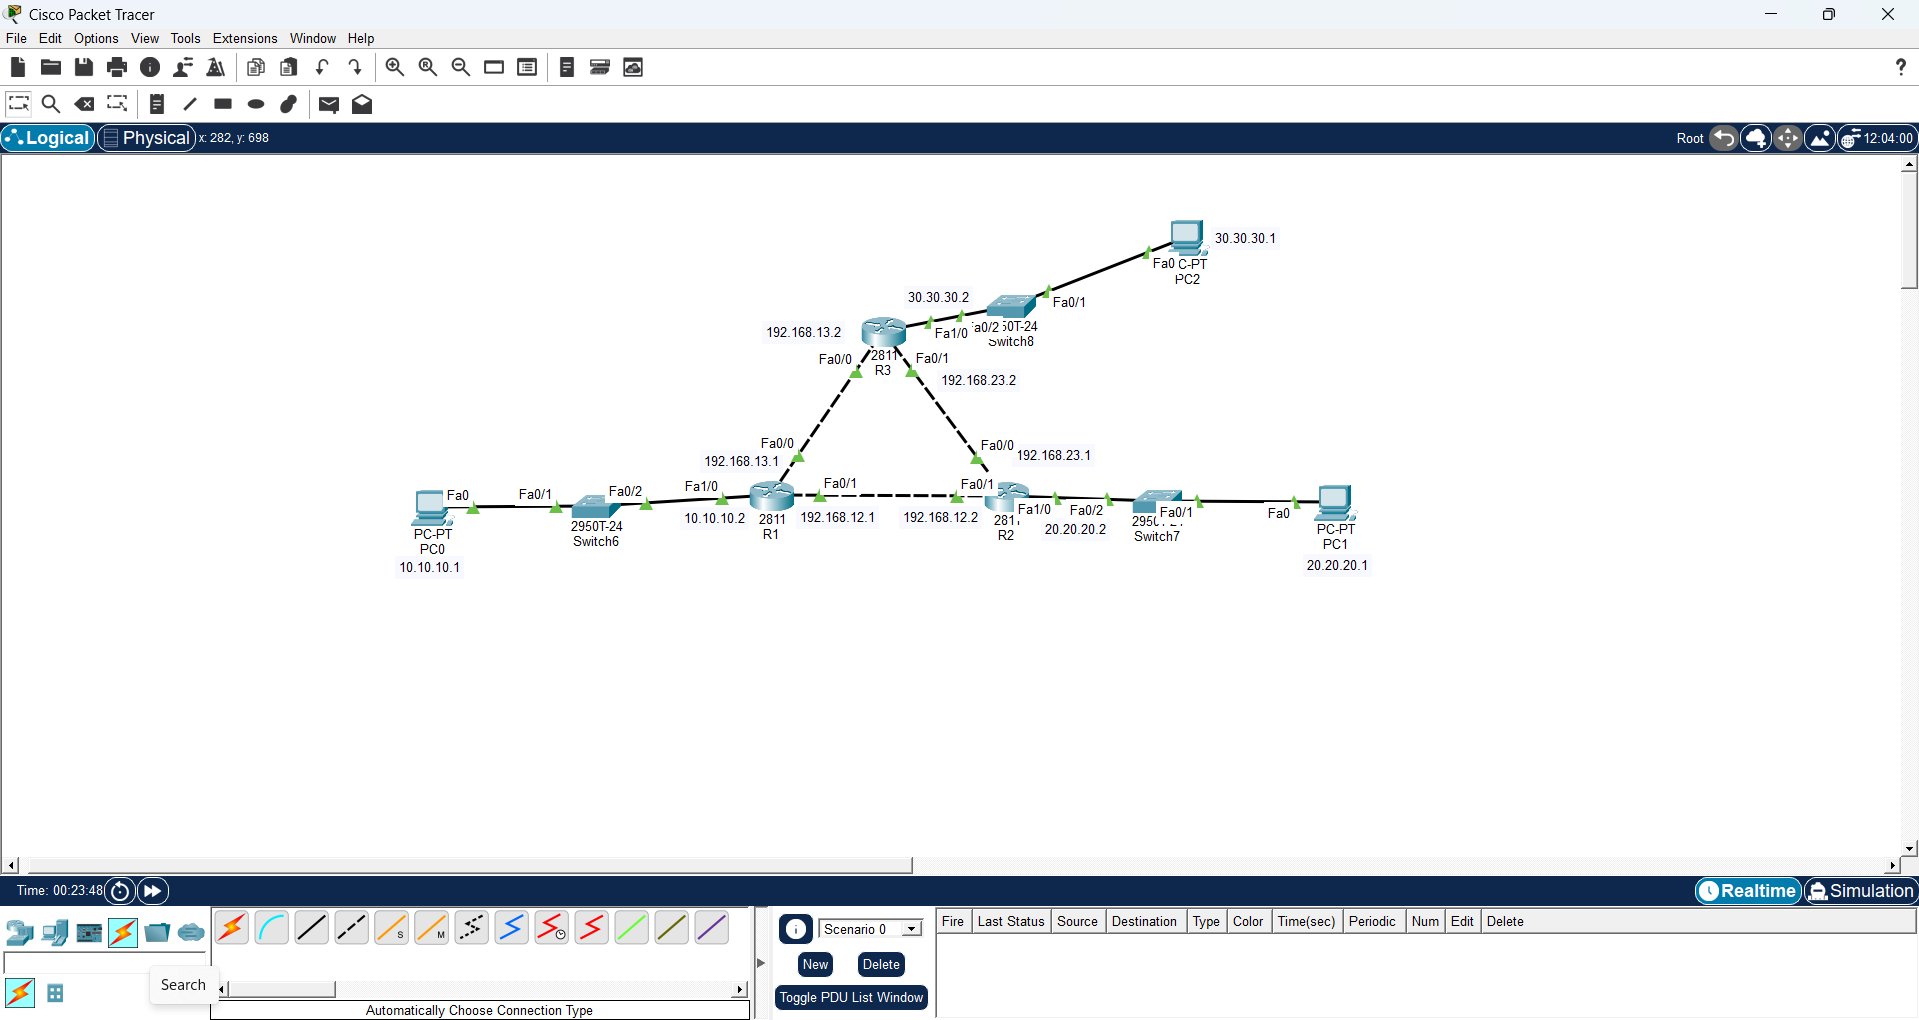 Cisco Packet Tracer
File Edit Options View Tools Extensions Window Help
?
Logical Physical x: 282, y: 698 Root 12:04:00
30.30.30.1
Fa0 C-PT
PC2
30.30.30.2
Fa0/1
192.168.13.2
Fa1/0 a0/2 50T-24
Switch8
Fa0/0 2811 Fa0/1
R3
192.168.23.2
Fa0/0
192.168.13.1
Fa0/0
192.168.23.1
Fa0
PC-PT
PC0
10.10.10.1
Fa0/1
Fa0/2
2950T-24
Switch6
Fa1/0
10.10.10.2
2811
R1
Fa0/1
192.168.12.1
Fa0/1
192.168.12.2
281
R2
Fa1/0
20.20.20.2
Fa0/2
Fa0/1
Switch7
Fa0
PC-PT
PC1
20.20.20.1
Time: 00:23:48 Realtime Simulation
S M
Search
Automatically Choose Connection Type
Scenario 0
New Delete
Toggle PDU List Window
Fire Last Status Source Destination Type Color Time(sec) Periodic Num Edit Delete